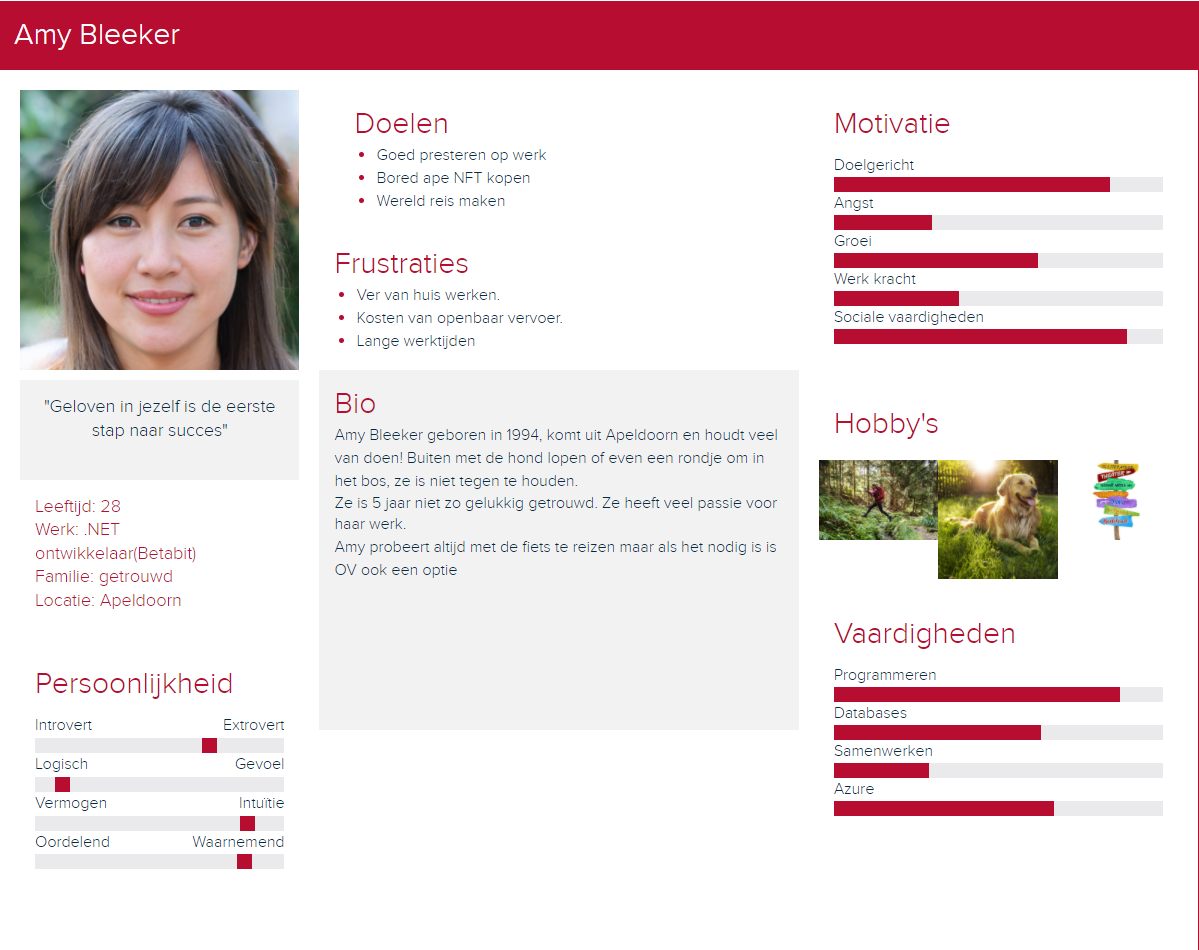 Amy Bleeker
"Geloven in jezelf is de eerste
stap naar succes"
Leeftijd: 28
Werk: .NET
ontwikkelaar(Betabit)
Familie: getrouwd
Locatie: Apeldoorn
Persoonlijkheid
Introvert Extrovert
Logisch Gevoel
Vermogen Intuïtie
Oordelend Waarnemend
Doelen
Goed presteren op werk
Bored ape NFT kopen
Wereld reis maken
Frustraties
Ver van huis werken.
Kosten van openbaar vervoer.
Lange werktijden
Bio
Amy Bleeker geboren in 1994, komt uit Apeldoorn en houdt veel
van doen! Buiten met de hond lopen of even een rondje om in
het bos, ze is niet tegen te houden.
Ze is 5 jaar niet zo gelukkig getrouwd. Ze heeft veel passie voor
haar werk.
Amy probeert altijd met de fiets te reizen maar als het nodig is is
OV ook een optie
Motivatie
Doelgericht
Angst
Groei
Werk kracht
Sociale vaardigheden
Hobby's
Vaardigheden
Programmeren
Databases
Samenwerken
Azure